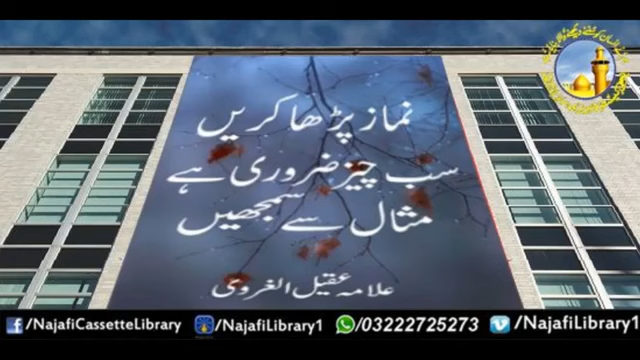 نماز پڑھا کریں
سب چیز ضروری ہے
مثال سے سمجھیں
علامہ عقیل الغروی
/NajafiCassetteLibrary /NajafiLibrary1 /03222725273 /NajafiLibrary1